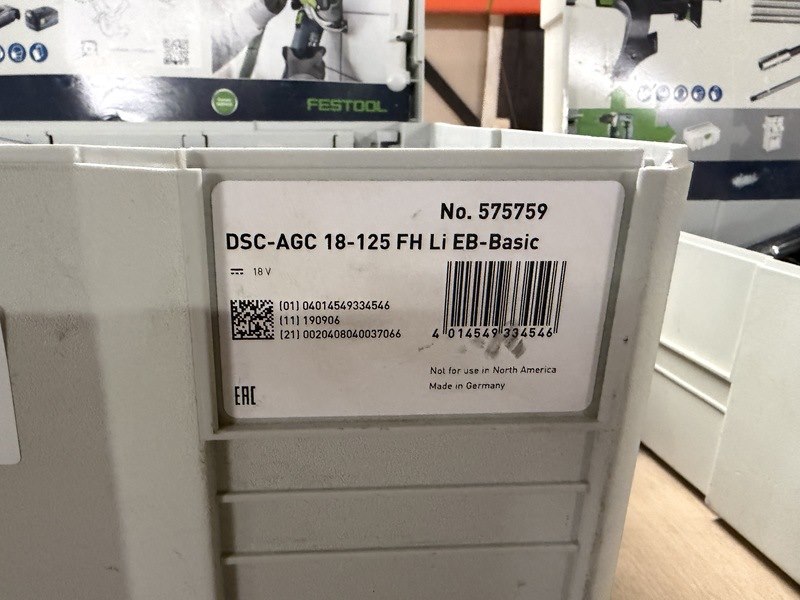 FESTOOL
No. 575759
DSC-AGC 18-125 FH Li EB-Basic
18 V
(01) 04014549334546
(11) 190906
(21) 0020408040037066
4 014549 334546
Not for use in North America
Made in Germany
EAC